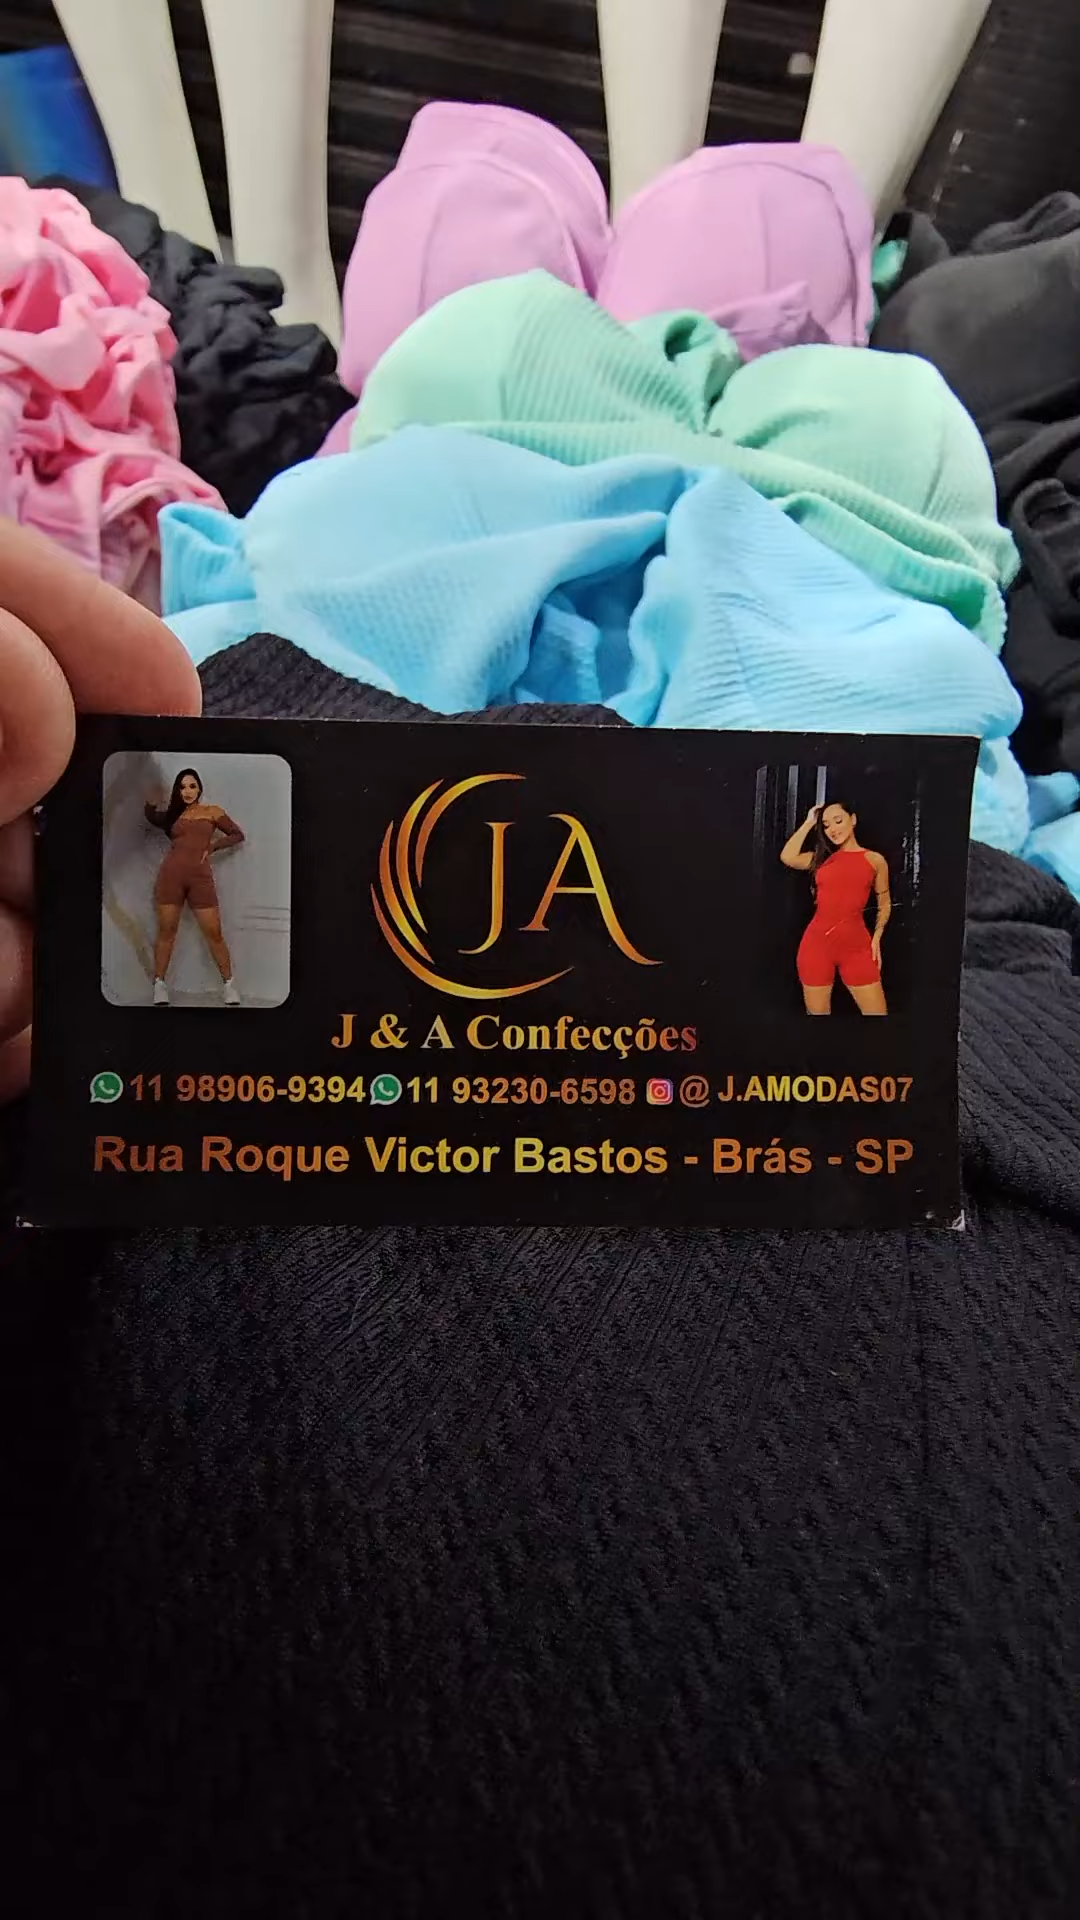 JA
J & A Confecções
11 98906-9394 11 93230-6598 @ J.AMODAS07
Rua Roque Victor Bastos - Brás - SP